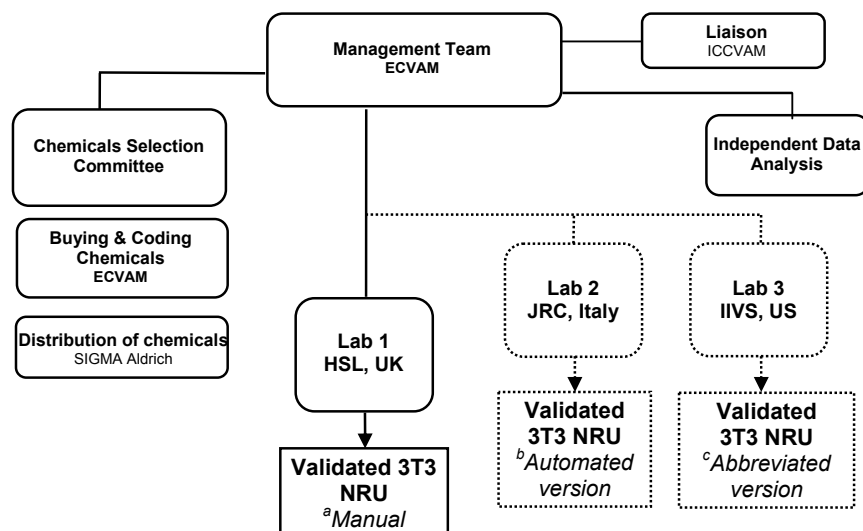 Management Team
ECVAM
Liaison
ICCVAM
Chemicals Selection
Committee
Independent Data
Analysis
Buying & Coding
Chemicals
ECVAM
Distribution of chemicals
SIGMA Aldrich
Lab 1
HSL, UK
Lab 2
JRC, Italy
Lab 3
IIVS, US
Validated 3T3
NRU
aManual
Validated
3T3 NRU
bAutomated
version
Validated
3T3 NRU
cAbbreviated
version